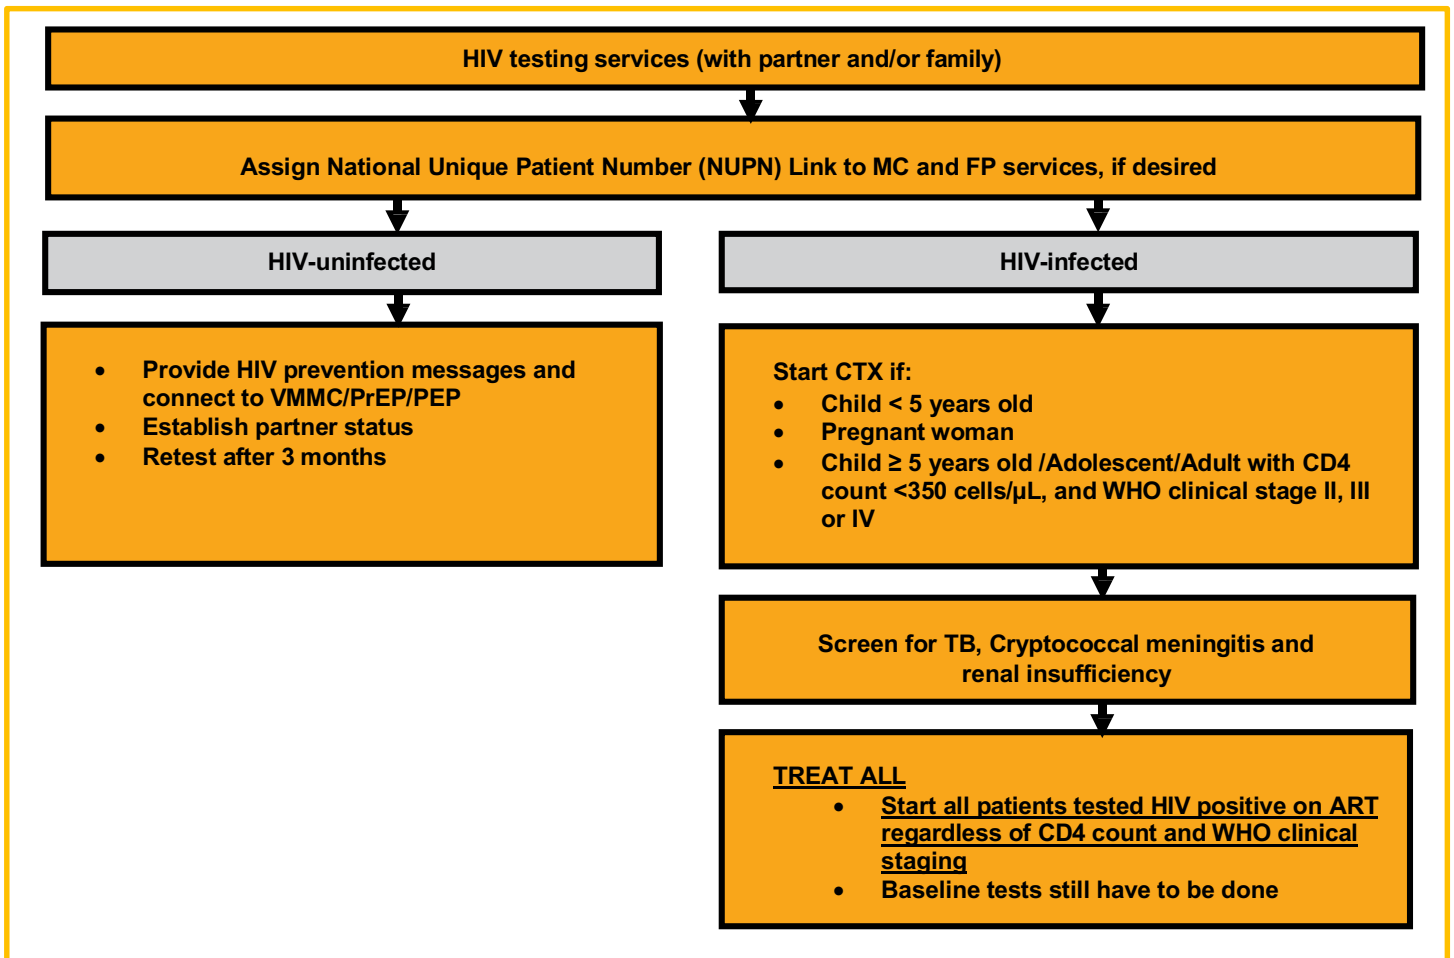 HIV testing services (with partner and/or family)
Assign National Unique Patient Number (NUPN) Link to MC and FP services, if desired
HIV-uninfected
• Provide HIV prevention messages and
connect to VMMC/PrEP/PEP
• Establish partner status
• Retest after 3 months
HIV-infected
Start CTX if:
• Child < 5 years old
• Pregnant woman
• Child ≥ 5 years old /Adolescent/Adult with CD4
count <350 cells/µL, and WHO clinical stage II, III
or IV
Screen for TB, Cryptococcal meningitis and
renal insufficiency
TREAT ALL
• Start all patients tested HIV positive on ART
regardless of CD4 count and WHO clinical
staging
• Baseline tests still have to be done